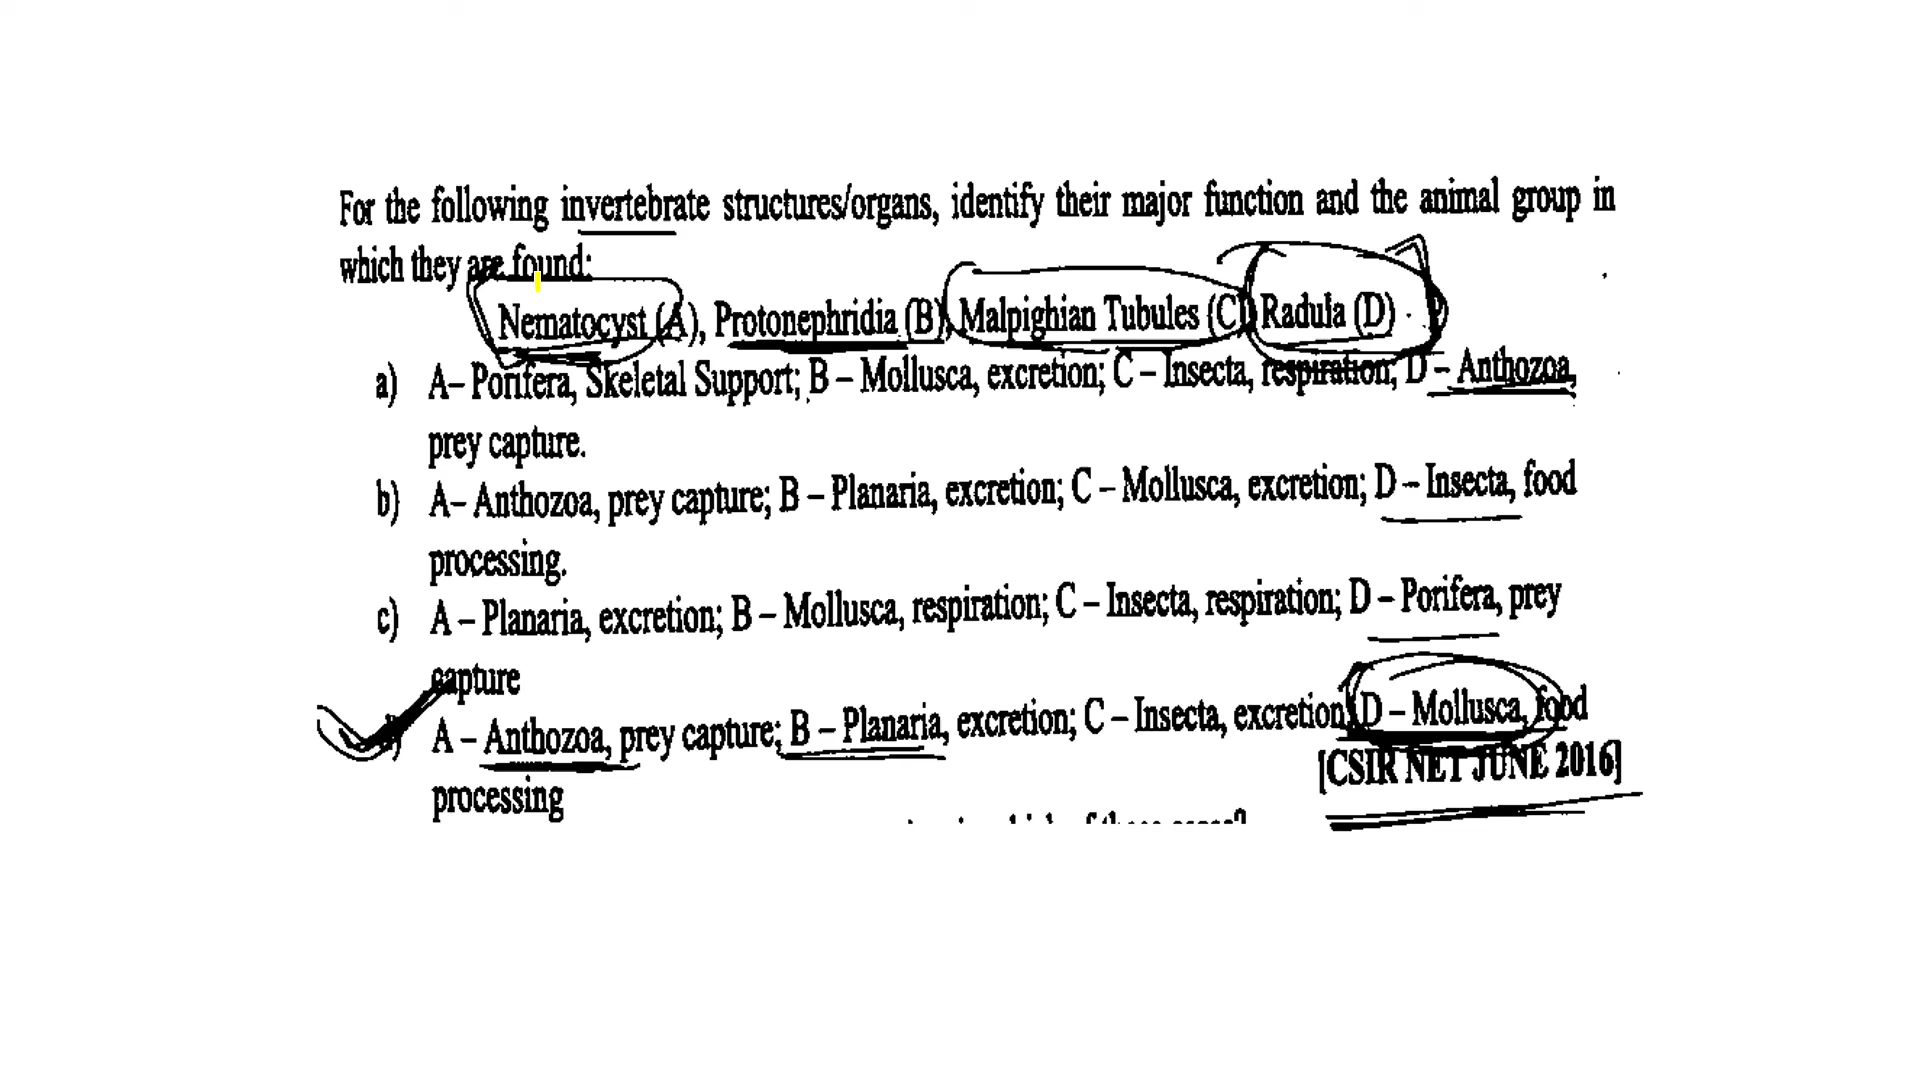 For the following invertebrate structures/organs, identify their major function and the animal group in
which they are found:
Nematocyst (A), Protonephridia (B), Malpighian Tubules (C), Radula (D)
a) A– Porifera, Skeletal Support; B – Mollusca, excretion; C – Insecta, respiration; D – Anthozoa,
prey capture.
b) A– Anthozoa, prey capture; B – Planaria, excretion; C – Mollusca, excretion; D – Insecta, food
processing.
c) A – Planaria, excretion; B – Mollusca, respiration; C – Insecta, respiration; D – Porifera, prey
capture
A – Anthozoa, prey capture; B – Planaria, excretion; C – Insecta, excretion; D – Mollusca, food
processing
[CSIR NET JUNE 2016]